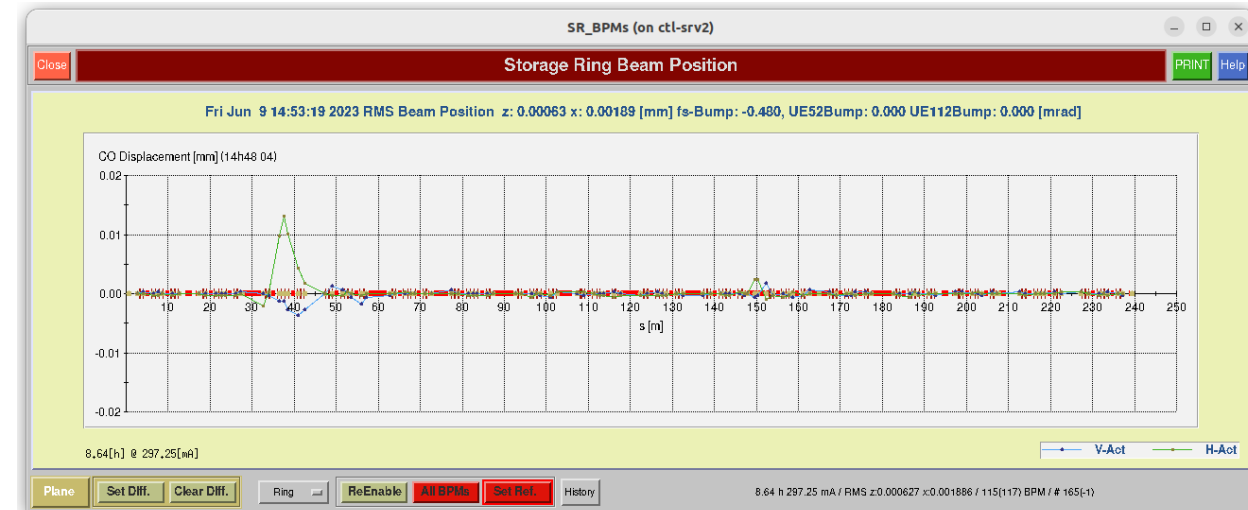 SR_BPMs (on ctl-srv2)
Close Storage Ring Beam Position PRINT Help
Fri Jun 9 14:53:19 2023 RMS Beam Position z: 0.00063 x: 0.00189 [mm] fs-Bump: -0.480, UE52Bump: 0.000 UE112Bump: 0.000 [mrad]
CO Displacement [mm] (14h48 04)
0.02
0.01
0.00
10 20 30 40 50 60 70 80 90 100 110 120 130 140 150 160 170 180 190 200 210 220 230 240 250
s [m]
-0.01
-0.02
8.64[h] @ 297.25[mA]
V-Act H-Act
Plane Set Diff. Clear Diff. Ring ReEnable All BPMs Set Ref. History 8.64 h 297.25 mA / RMS z:0.000627 x:0.001886 / 115(117) BPM / # 165(-1)